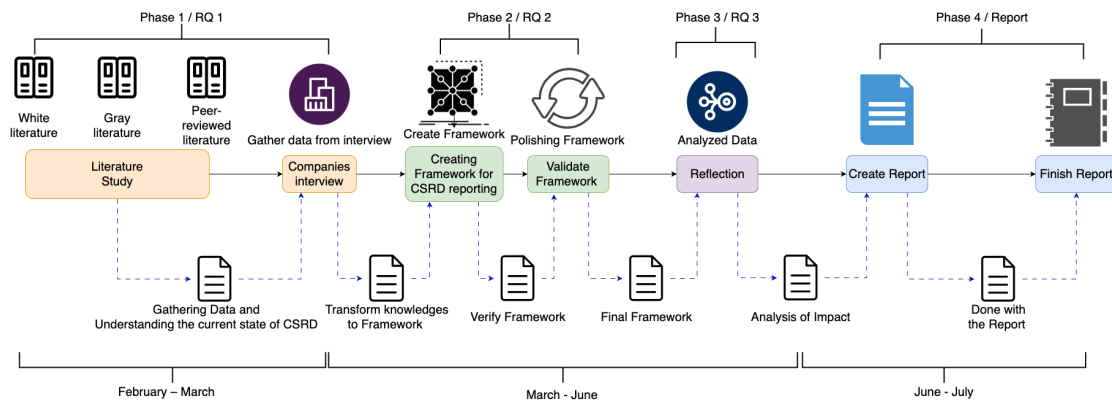 Phase 1 / RQ 1
Phase 2 / RQ 2
Phase 3 / RQ 3
Phase 4 / Report
White
literature
Gray
literature
Peer-
reviewed
literature
Gather data from interview
Create Framework
Polishing Framework
Analyzed Data
Literature
Study
Companies
interview
Creating
Framework for
CSRD reporting
Validate
Framework
Reflection
Create Report
Finish Report
Gathering Data and
Understanding the current state of CSRD
Transform knowledges
to Framework
Verify Framework
Final Framework
Analysis of Impact
Done with
the Report
February – March
March - June
June - July